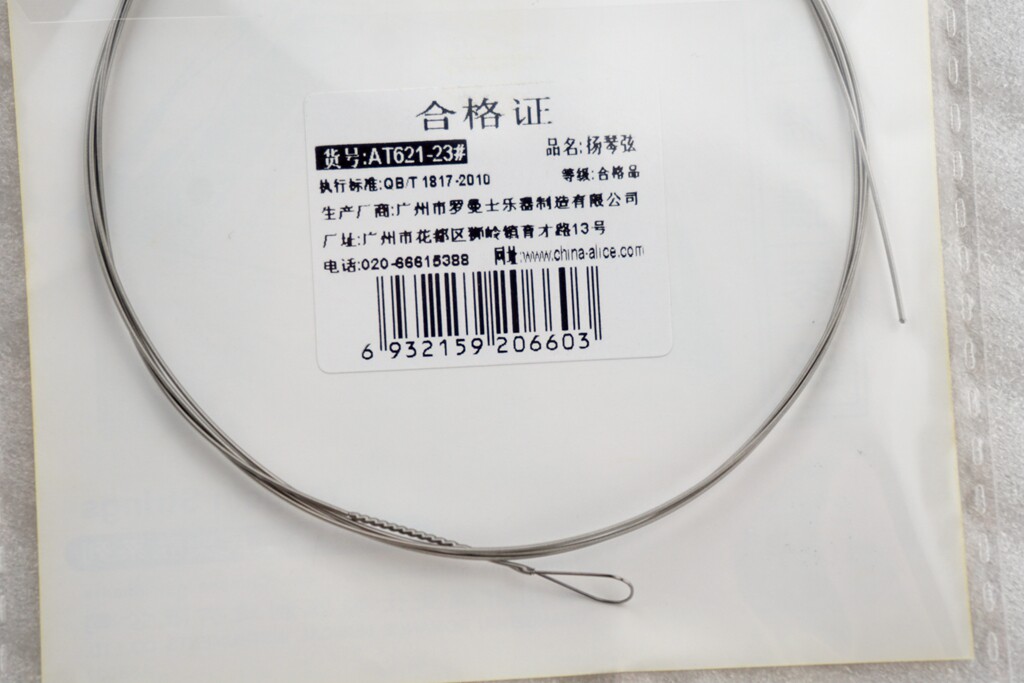 合格证
货号:AT621-23# 品名:扬琴弦
执行标准:QB/T 1817-2010 等级:合格品
生产厂商:广州市罗曼士乐器制造有限公司
厂址:广州市花都区狮岭镇育才路13号
电话:020-66615388 网址:www.china-alice.com
6 932159 206603